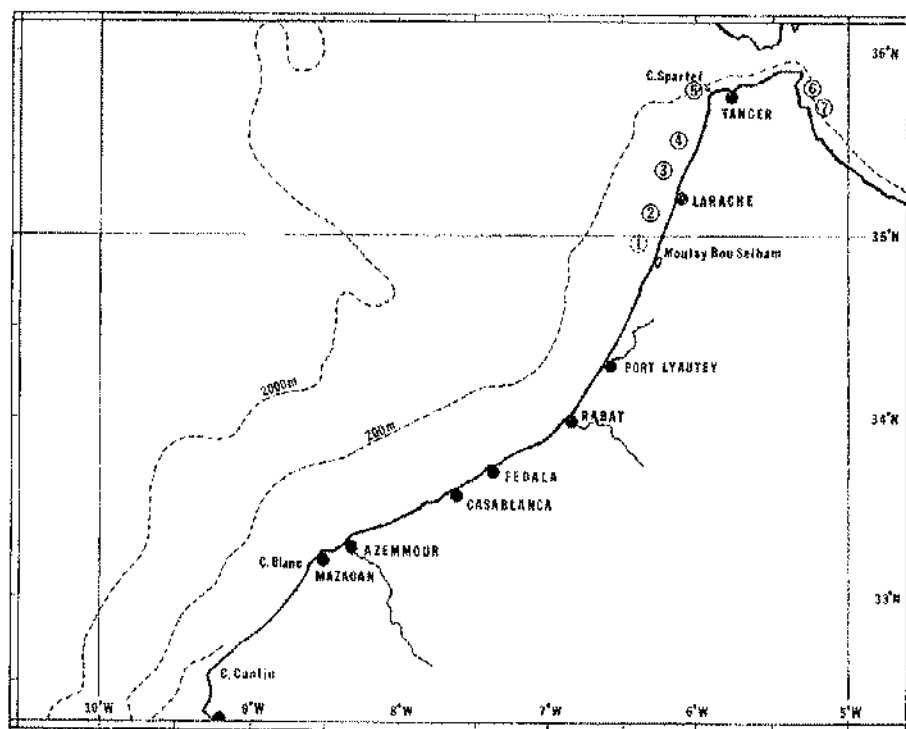 36°N
C.Spartel
⑤
⑥
⑦
TANGER
④
③
LARACHE
②
35°N
①
Moulay Bou Selham
PORT LYAUTEY
2000m
34°N
200m
RABAT
FEDALA
CASABLANCA
AZEMMOUR
C.Blanc
MAZAGAN
33°N
C.Cantin
10°W
9°W
8°W
7°W
6°W
5°W